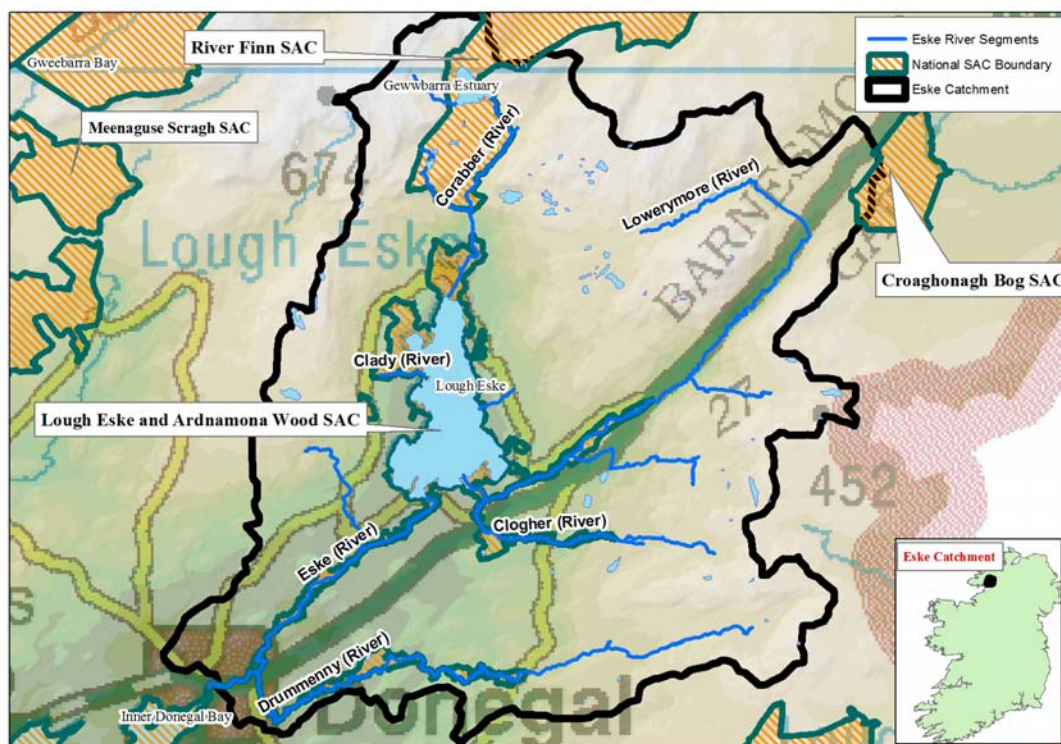 River Finn SAC
Gweebarra Bay
Gewwbarra Estuary
Meenaguse Scragh SAC
Eske River Segments
National SAC Boundary
Eske Catchment
674
Corabber (River)
Lowerymore (River)
BARNESMO
GA
Lough Eske
Croaghonagh Bog SAC
Clady (River)
Lough Eske
27
Lough Eske and Ardnamona Wood SAC
452
Clogher (River)
Eske (River)
Eske Catchment
s
Drummenny (River)
Inner Donegal Bay
Donegal